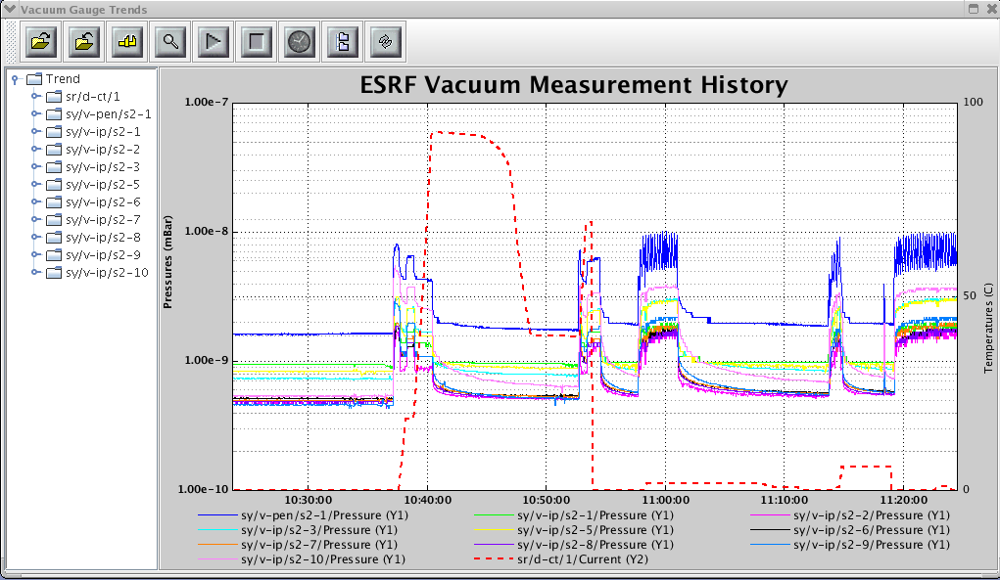 Vacuum Gauge Trends
Trend
sr/d-ct/1
sy/v-pen/s2-1
sy/v-ip/s2-1
sy/v-ip/s2-2
sy/v-ip/s2-3
sy/v-ip/s2-5
sy/v-ip/s2-6
sy/v-ip/s2-7
sy/v-ip/s2-8
sy/v-ip/s2-9
sy/v-ip/s2-10
ESRF Vacuum Measurement History
Pressures (mBar)
1.00e-7
1.00e-8
1.00e-9
1.00e-10
100
50
0
Temperatures (C)
10:30:00 10:40:00 10:50:00 11:00:00 11:10:00 11:20:00
sy/v-pen/s2-1/Pressure (Y1) sy/v-ip/s2-1/Pressure (Y1) sy/v-ip/s2-2/Pressure (Y1)
sy/v-ip/s2-3/Pressure (Y1) sy/v-ip/s2-5/Pressure (Y1) sy/v-ip/s2-6/Pressure (Y1)
sy/v-ip/s2-7/Pressure (Y1) sy/v-ip/s2-8/Pressure (Y1) sy/v-ip/s2-9/Pressure (Y1)
sy/v-ip/s2-10/Pressure (Y1) sr/d-ct/1/Current (Y2)